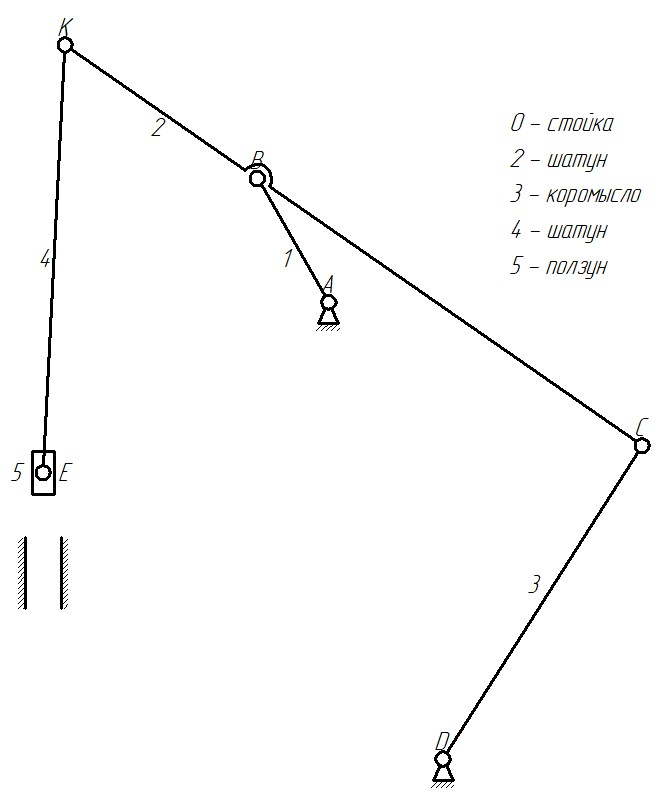 K
2
B
0 – стойка
2 – шатун
3 – коромысло
4 – шатун
5 – ползун
4
1
A
C
5
E
3
D